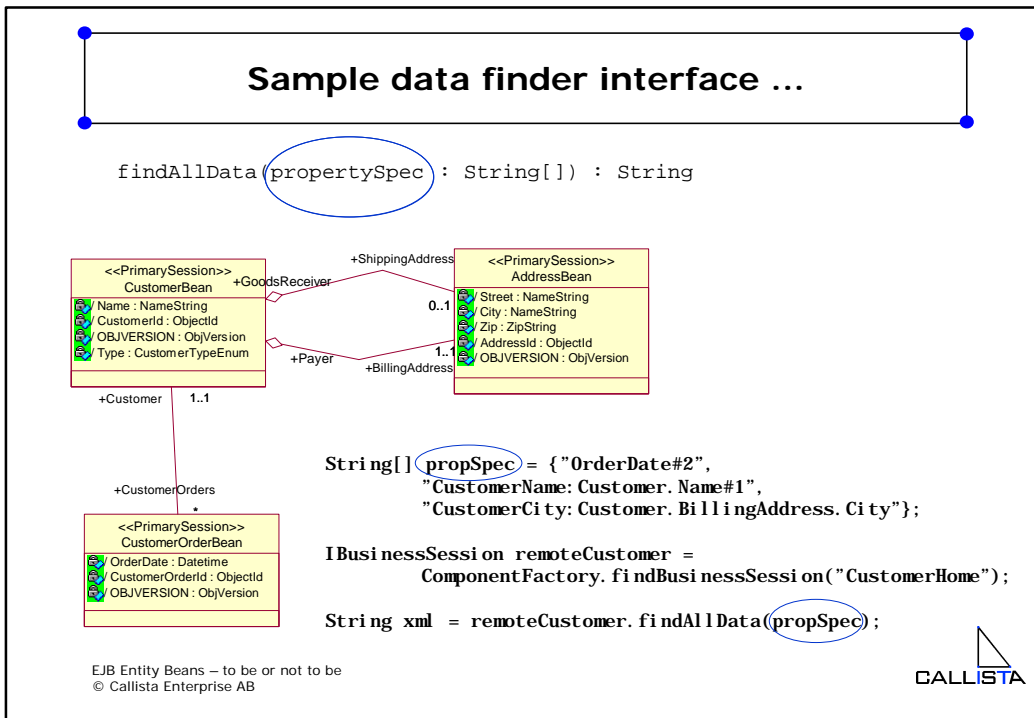 Sample data finder interface ...
findAllData(propertySpec : String[]) : String
<<PrimarySession>>
CustomerBean
/ Name : NameString
/ CustomerId : ObjectId
/ OBJVERSION : ObjVersion
/ Type : CustomerTypeEnum
+GoodsReceiver
+ShippingAddress
0..1
+Payer
1..1
+BillingAddress
<<PrimarySession>>
AddressBean
/ Street : NameString
/ City : NameString
/ Zip : ZipString
/ AddressId : ObjectId
/ OBJVERSION : ObjVersion
+Customer 1..1
+CustomerOrders
*
<<PrimarySession>>
CustomerOrderBean
/ OrderDate : Datetime
/ CustomerOrderId : ObjectId
/ OBJVERSION : ObjVersion
String[] propSpec = {"OrderDate#2",
"CustomerName:Customer.Name#1",
"CustomerCity:Customer.BillingAddress.City"};
IBusinessSession remoteCustomer =
ComponentFactory.findBusinessSession("CustomerHome");
String xml = remoteCustomer.findAllData(propSpec);
EJB Entity Beans – to be or not to be
© Callista Enterprise AB
CALLISTA